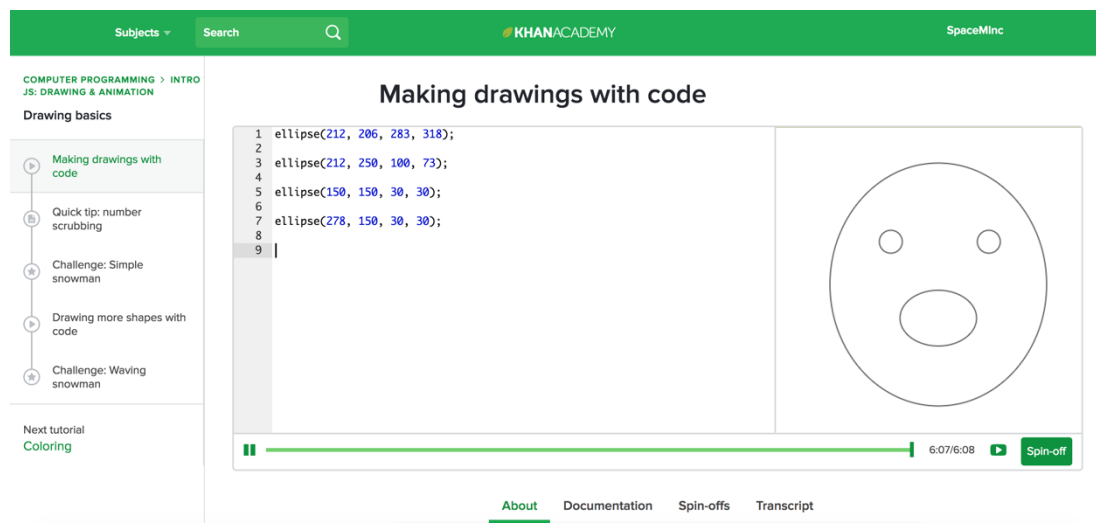 Subjects
Search
KHANACADEMY
SpaceMInc
COMPUTER PROGRAMMING > INTRO
JS: DRAWING & ANIMATION
Drawing basics
Making drawings with
code
Quick tip: number
scrubbing
Challenge: Simple
snowman
Drawing more shapes with
code
Challenge: Waving
snowman
Next tutorial
Coloring
Making drawings with code
1 ellipse(212, 206, 283, 318);
2
3 ellipse(212, 250, 100, 73);
4
5 ellipse(150, 150, 30, 30);
6
7 ellipse(278, 150, 30, 30);
8
9
6:07/6:08
Spin-off
About Documentation Spin-offs Transcript